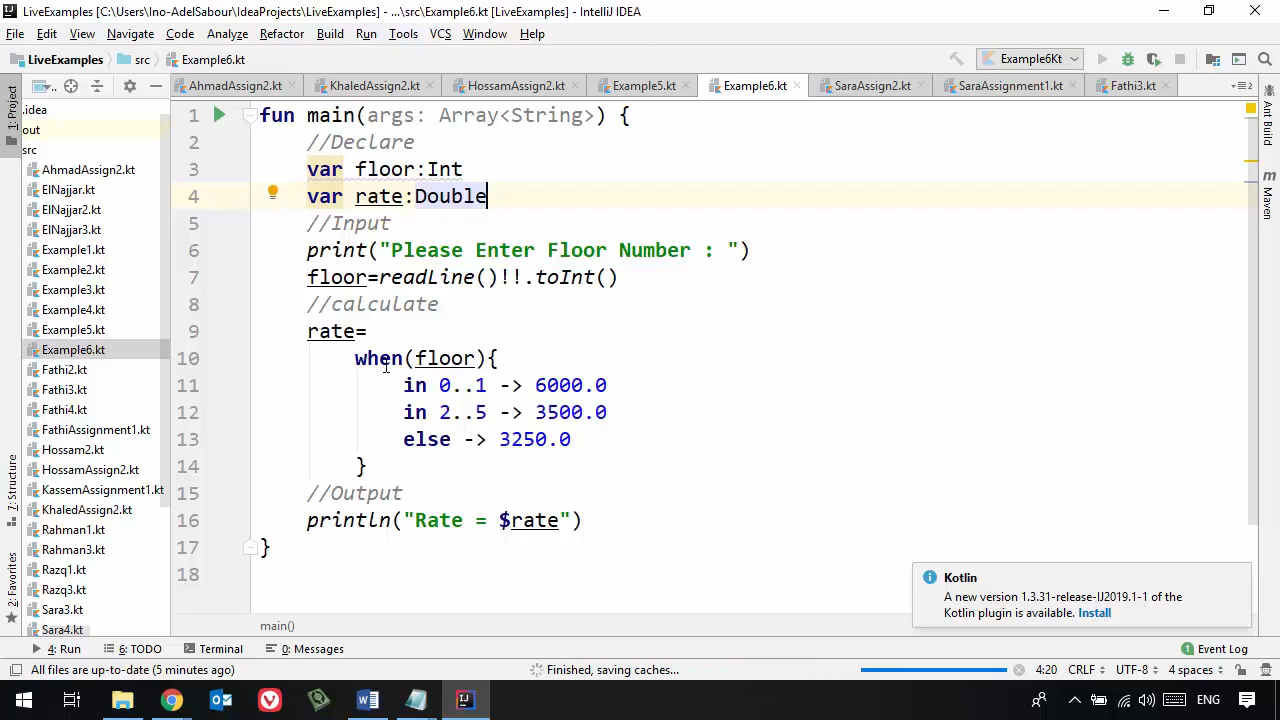 LiveExamples [C:\Users\Ino-AdelSabour\IdeaProjects\LiveExamples] - ...\src\Example6.kt [LiveExamples] - IntelliJ IDEA
File Edit View Navigate Code Analyze Refactor Build Run Tools VCS Window Help
LiveExamples src Example6.kt Example6Kt
AhmadAssign2.kt KhaledAssign2.kt HossamAssign2.kt Example5.kt Example6.kt SaraAssign2.kt SaraAssignment1.kt Fathi3.kt
1: Project
Z: Structure
2: Favorites
Ant Build
Maven
.idea
out
src
AhmadAssign2.kt
ElNajjar.kt
ElNajjar2.kt
ElNajjar3.kt
Example1.kt
Example2.kt
Example3.kt
Example4.kt
Example5.kt
Example6.kt
Fathi2.kt
Fathi3.kt
Fathi4.kt
FathiAssignment1.kt
Hossam2.kt
HossamAssign2.kt
KassemAssignment1.kt
KhaledAssign2.kt
Rahman1.kt
Rahman3.kt
Razq1.kt
Razq3.kt
Sara3.kt
Sara4.kt
1 fun main(args: Array<String>) {
2 //Declare
3 var floor:Int
4 var rate:Double
5 //Input
6 print("Please Enter Floor Number : ")
7 floor=readLine()!!.toInt()
8 //calculate
9 rate=
10 when(floor){
11 in 0..1 -> 6000.0
12 in 2..5 -> 3500.0
13 else -> 3250.0
14 }
15 //Output
16 println("Rate = $rate")
17 }
18
main()
Kotlin
A new version 1.3.31-release-IJ2019.1-1 of the
Kotlin plugin is available. Install
4: Run 6: TODO Terminal 0: Messages 1 Event Log
All files are up-to-date (5 minutes ago) Finished, saving caches... 4:20 CRLF UTF-8 4 spaces
ENG